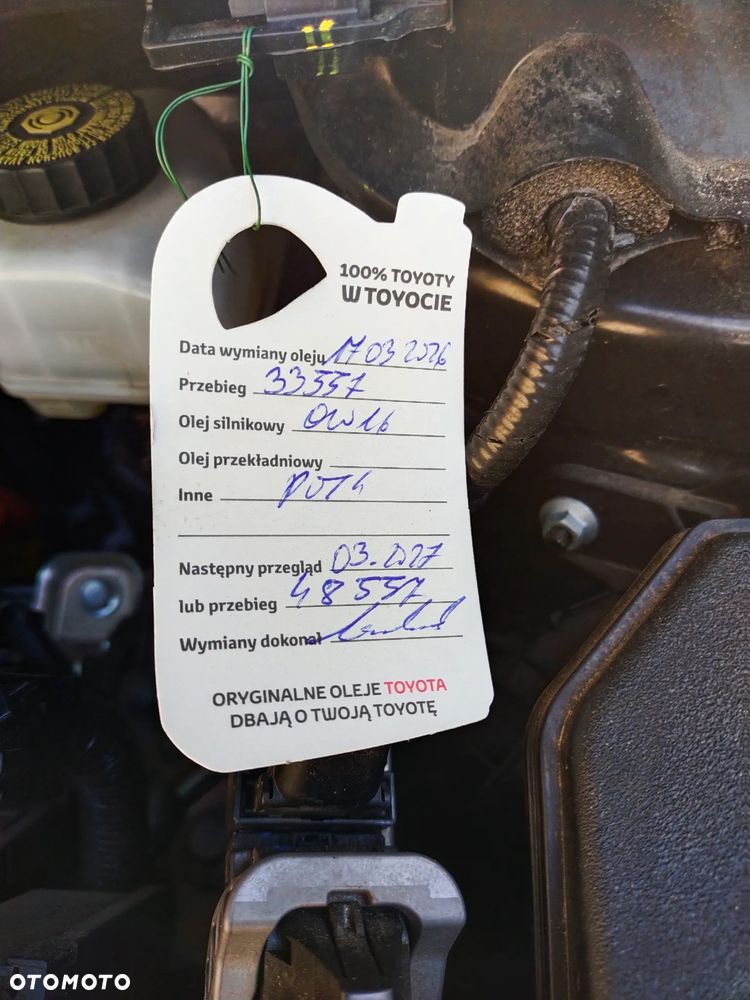 100% TOYOTY
W TOYOCIE
Data wymiany oleju 17 03 2026
Przebieg 33557
Olej silnikowy 0W16
Olej przekładniowy
Inne DOT4
Następny przegląd 03.2027
lub przebieg 48557
Wymiany dokonał
ORYGINALNE OLEJE TOYOTA
DBAJĄ O TWOJĄ TOYOTĘ
OTOMOTO